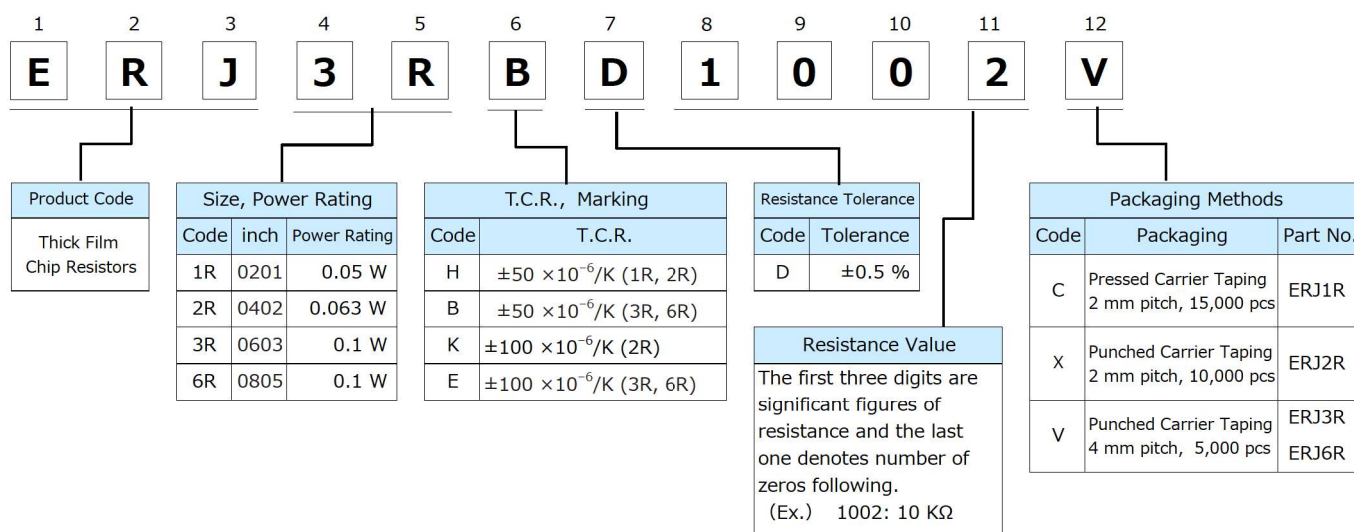 1 2 3 4 5 6 7 8 9 10 11 12
E R J 3 R B D 1 0 0 2 V
Product Code
Thick Film
Chip Resistors
Size, Power Rating
Code inch Power Rating
1R 0201 0.05 W
2R 0402 0.063 W
3R 0603 0.1 W
6R 0805 0.1 W
T.C.R., Marking
Code T.C.R.
H ±50 ×10⁻⁶/K (1R, 2R)
B ±50 ×10⁻⁶/K (3R, 6R)
K ±100 ×10⁻⁶/K (2R)
E ±100 ×10⁻⁶/K (3R, 6R)
Resistance Tolerance
Code Tolerance
D ±0.5 %
Resistance Value
The first three digits are
significant figures of
resistance and the last
one denotes number of
zeros following.
(Ex.) 1002: 10 KΩ
Packaging Methods
Code Packaging Part No.
C Pressed Carrier Taping
2 mm pitch, 15,000 pcs ERJ1R
X Punched Carrier Taping
2 mm pitch, 10,000 pcs ERJ2R
V Punched Carrier Taping
4 mm pitch, 5,000 pcs
ERJ3R
ERJ6R